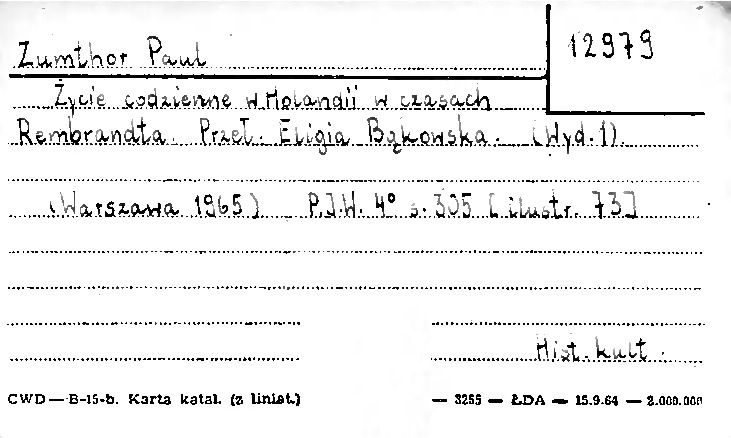 Zumthor Paul
12979
Życie codzienne w Holandii w czasach
Rembrandta. Przeł. Eligia Bąkowska. (Wyd. 1).
(Warszawa 1965) P.I.W. 4° s. 305 [ilustr. 73]
Hist. kult.
CWD — B-15-b. Karta katal. (z linist.)
— 3255 — ŁDA — 15.9.64 — 2.000.000